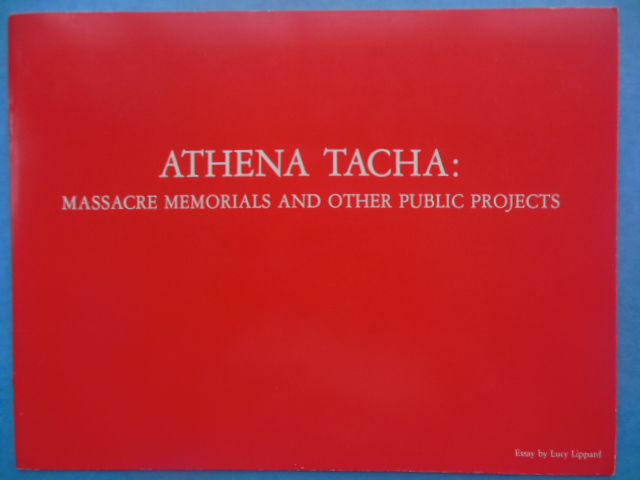 ATHENA TACHA:
MASSACRE MEMORIALS AND OTHER PUBLIC PROJECTS
Essay by Lucy Lippard